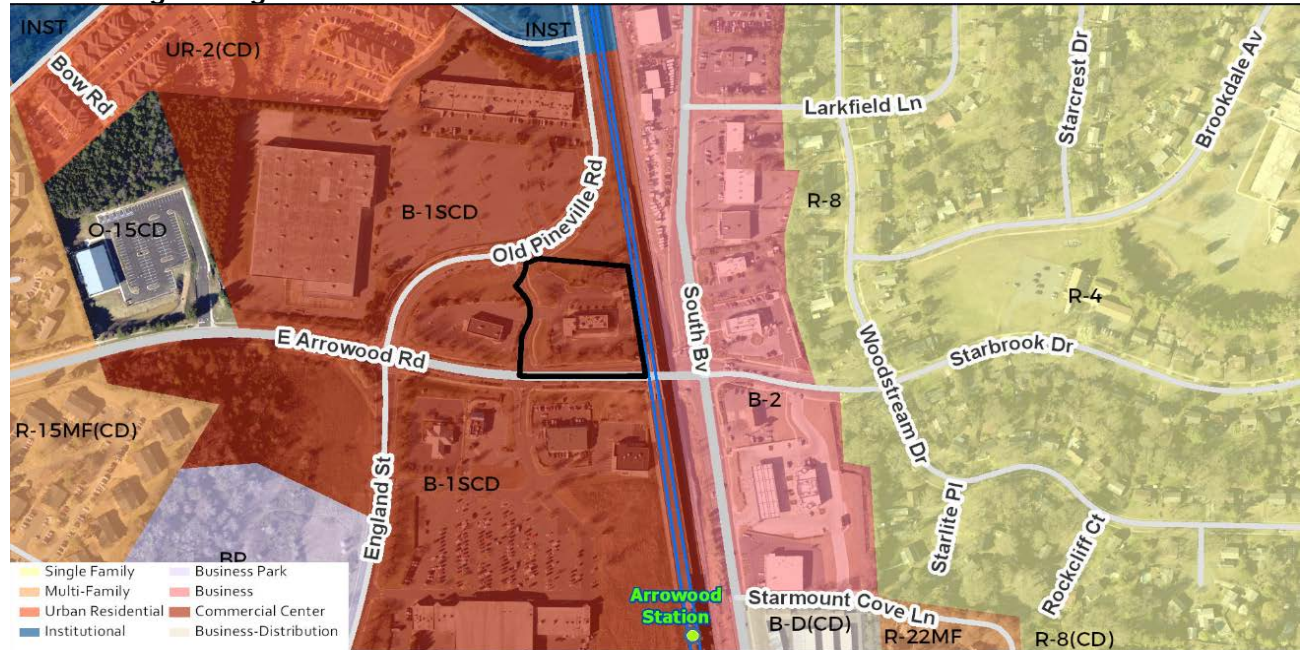 INST
UR-2(CD)
INST
Bow Rd
Larkfield Ln
Starcrest Dr
Brookdale Av
Old Pineville Rd
B-1SCD
R-8
O-15CD
South Bv
R-4
E Arrowood Rd
Woodstream Dr
Starbrook Dr
B-2
R-15MF(CD)
England St
B-1SCD
Starlite Pl
Rockcliff Ct
BP
Single Family
Multi-Family
Urban Residential
Institutional
Business Park
Business
Commercial Center
Business-Distribution
Arrowood
Station
Starmount Cove Ln
B-D(CD)
R-22MF
R-8(CD)